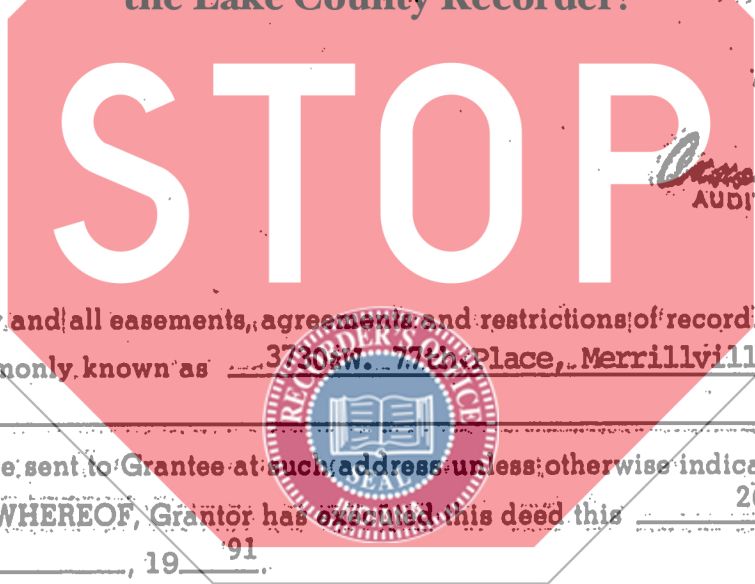 the Lake County Recorder!
STOP
AUDI
and all easements, agreements and restrictions of record
monly known as 3730 W. 77th Place, Merrillvill
RECORDER'S OFFICE
SEAL
INDIANA
e sent to Grantee at such address unless otherwise indica
WHEREOF, Grantor has executed this deed this 20
, 19 91.